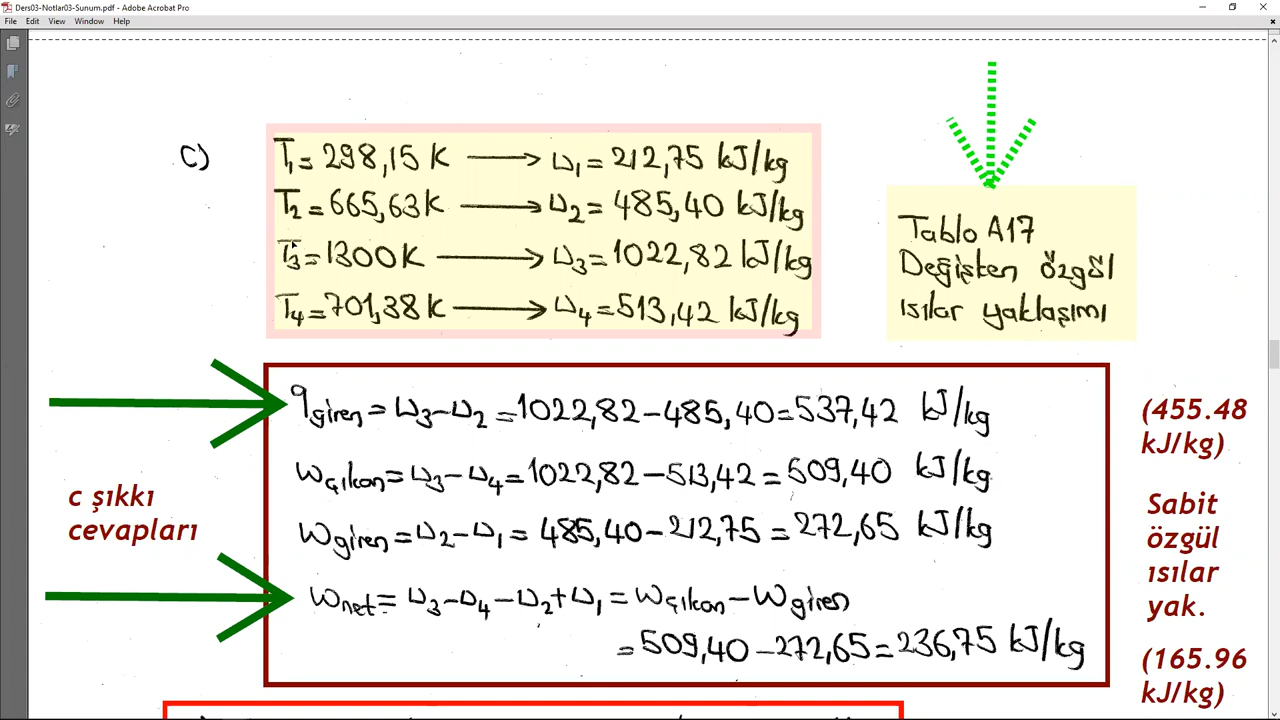 Ders03-Notlar03-Sunum.pdf - Adobe Acrobat Pro
File Edit View Window Help
c)
T1 = 298,15 K → u1 = 212,75 kJ/kg
T2 = 665,63 K → u2 = 485,40 kJ/kg
T3 = 1300 K → u3 = 1022,82 kJ/kg
T4 = 701,38 K → u4 = 513,42 kJ/kg
Tablo A17
Değişken özgül
ısılar yaklaşımı
qgiren = u3 - u2 = 1022,82 - 485,40 = 537,42 kJ/kg
wçıkan = u3 - u4 = 1022,82 - 513,42 = 509,40 kJ/kg
wgiren = u2 - u1 = 485,40 - 212,75 = 272,65 kJ/kg
wnet = u3 - u4 - u2 + u1 = wçıkan - wgiren
= 509,40 - 272,65 = 236,75 kJ/kg
c şıkkı
cevapları
(455.48
kJ/kg)
Sabit
özgül
ısılar
yak.
(165.96
kJ/kg)